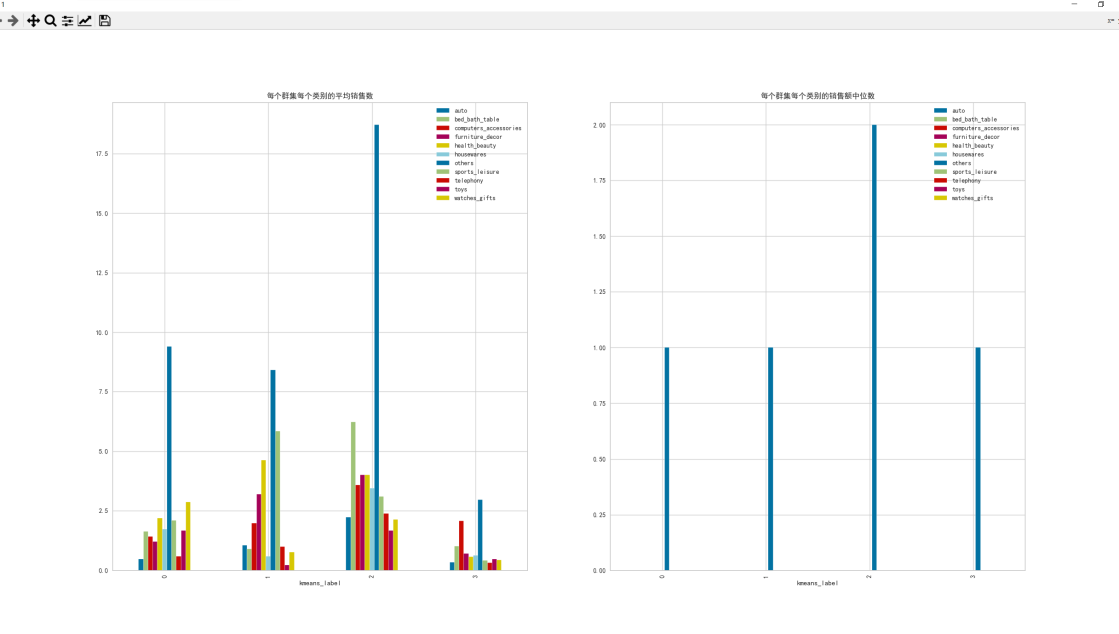 1
x=
每个群集每个类别的平均销售数
17.5
15.0
12.5
10.0
7.5
5.0
2.5
0.0
auto
bed_bath_table
computers_accessories
furniture_decor
health_beauty
housewares
others
sports_leisure
telephony
toys
watches_gifts
0
1
2
3
kmeans_label
每个群集每个类别的销售额中位数
2.00
1.75
1.50
1.25
1.00
0.75
0.50
0.25
0.00
auto
bed_bath_table
computers_accessories
furniture_decor
health_beauty
housewares
others
sports_leisure
telephony
toys
watches_gifts
0
1
2
3
kmeans_label